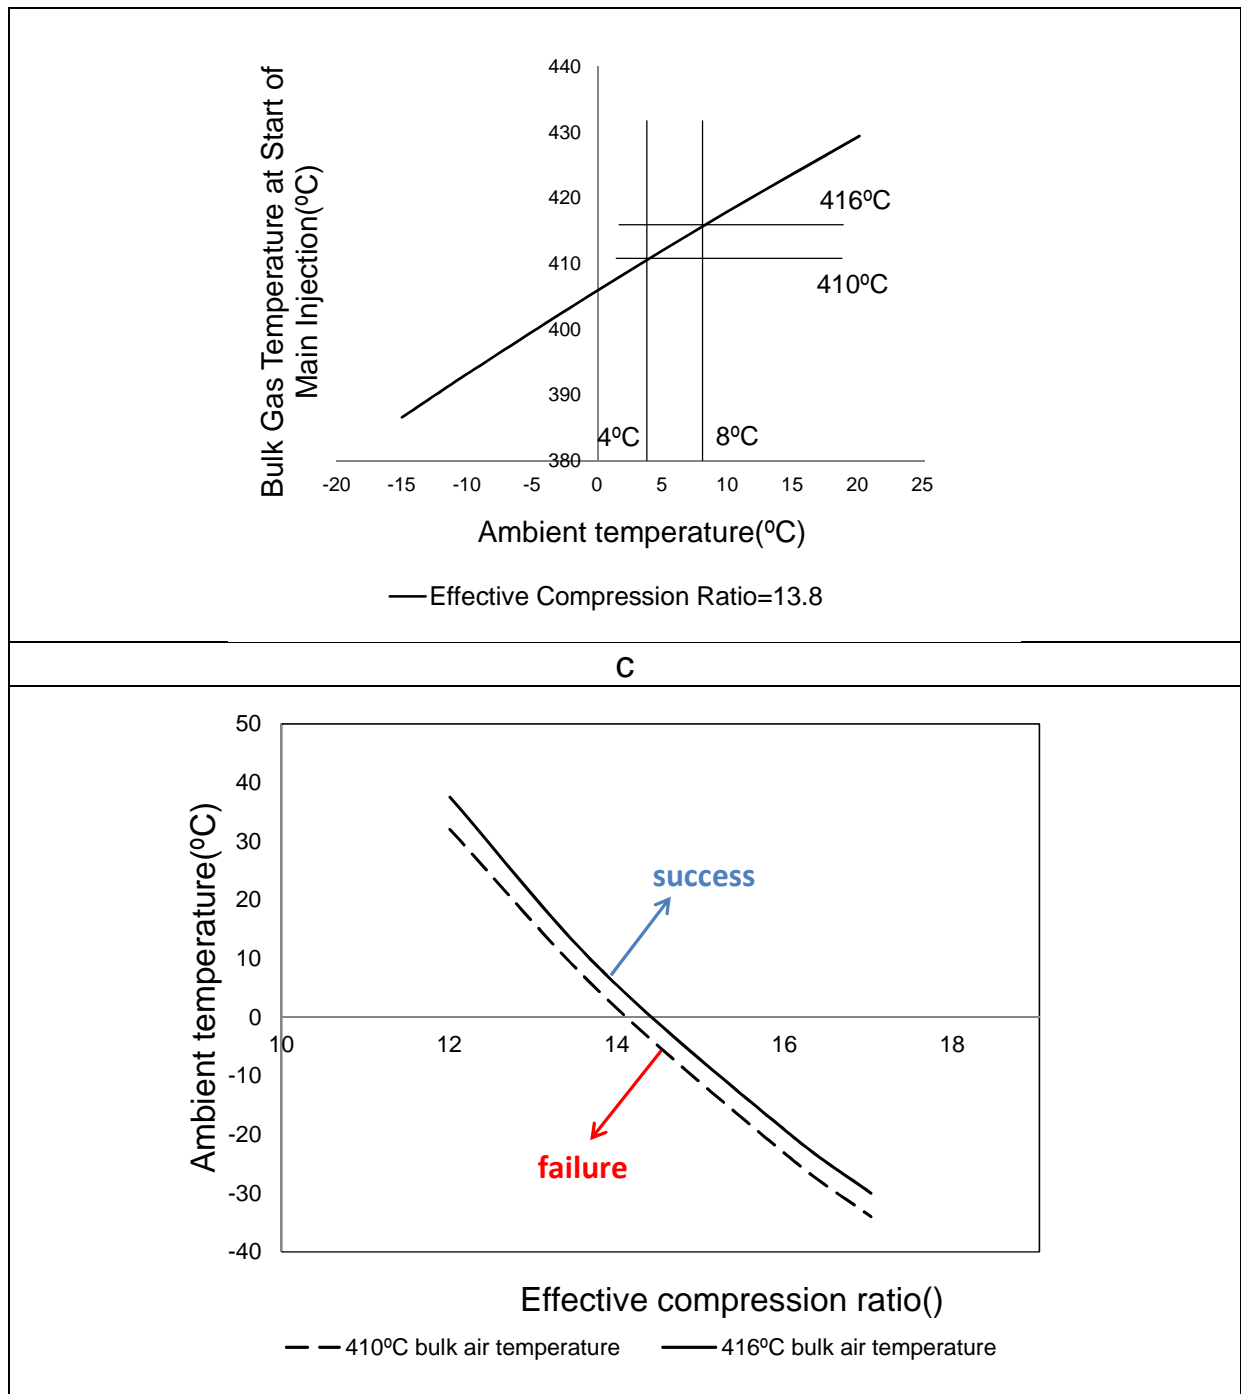 Bulk Gas Temperature at Start of
Main Injection(ºC)
440
430
420
410
400
390
380
416ºC
410ºC
4ºC
8ºC
-20
-15
-10
-5
0
5
10
15
20
25
Ambient temperature(ºC)
Effective Compression Ratio=13.8
c
Ambient temperature(ºC)
50
40
30
20
10
0
-10
-20
-30
-40
success
failure
10
12
14
16
18
Effective compression ratio()
410ºC bulk air temperature
416ºC bulk air temperature